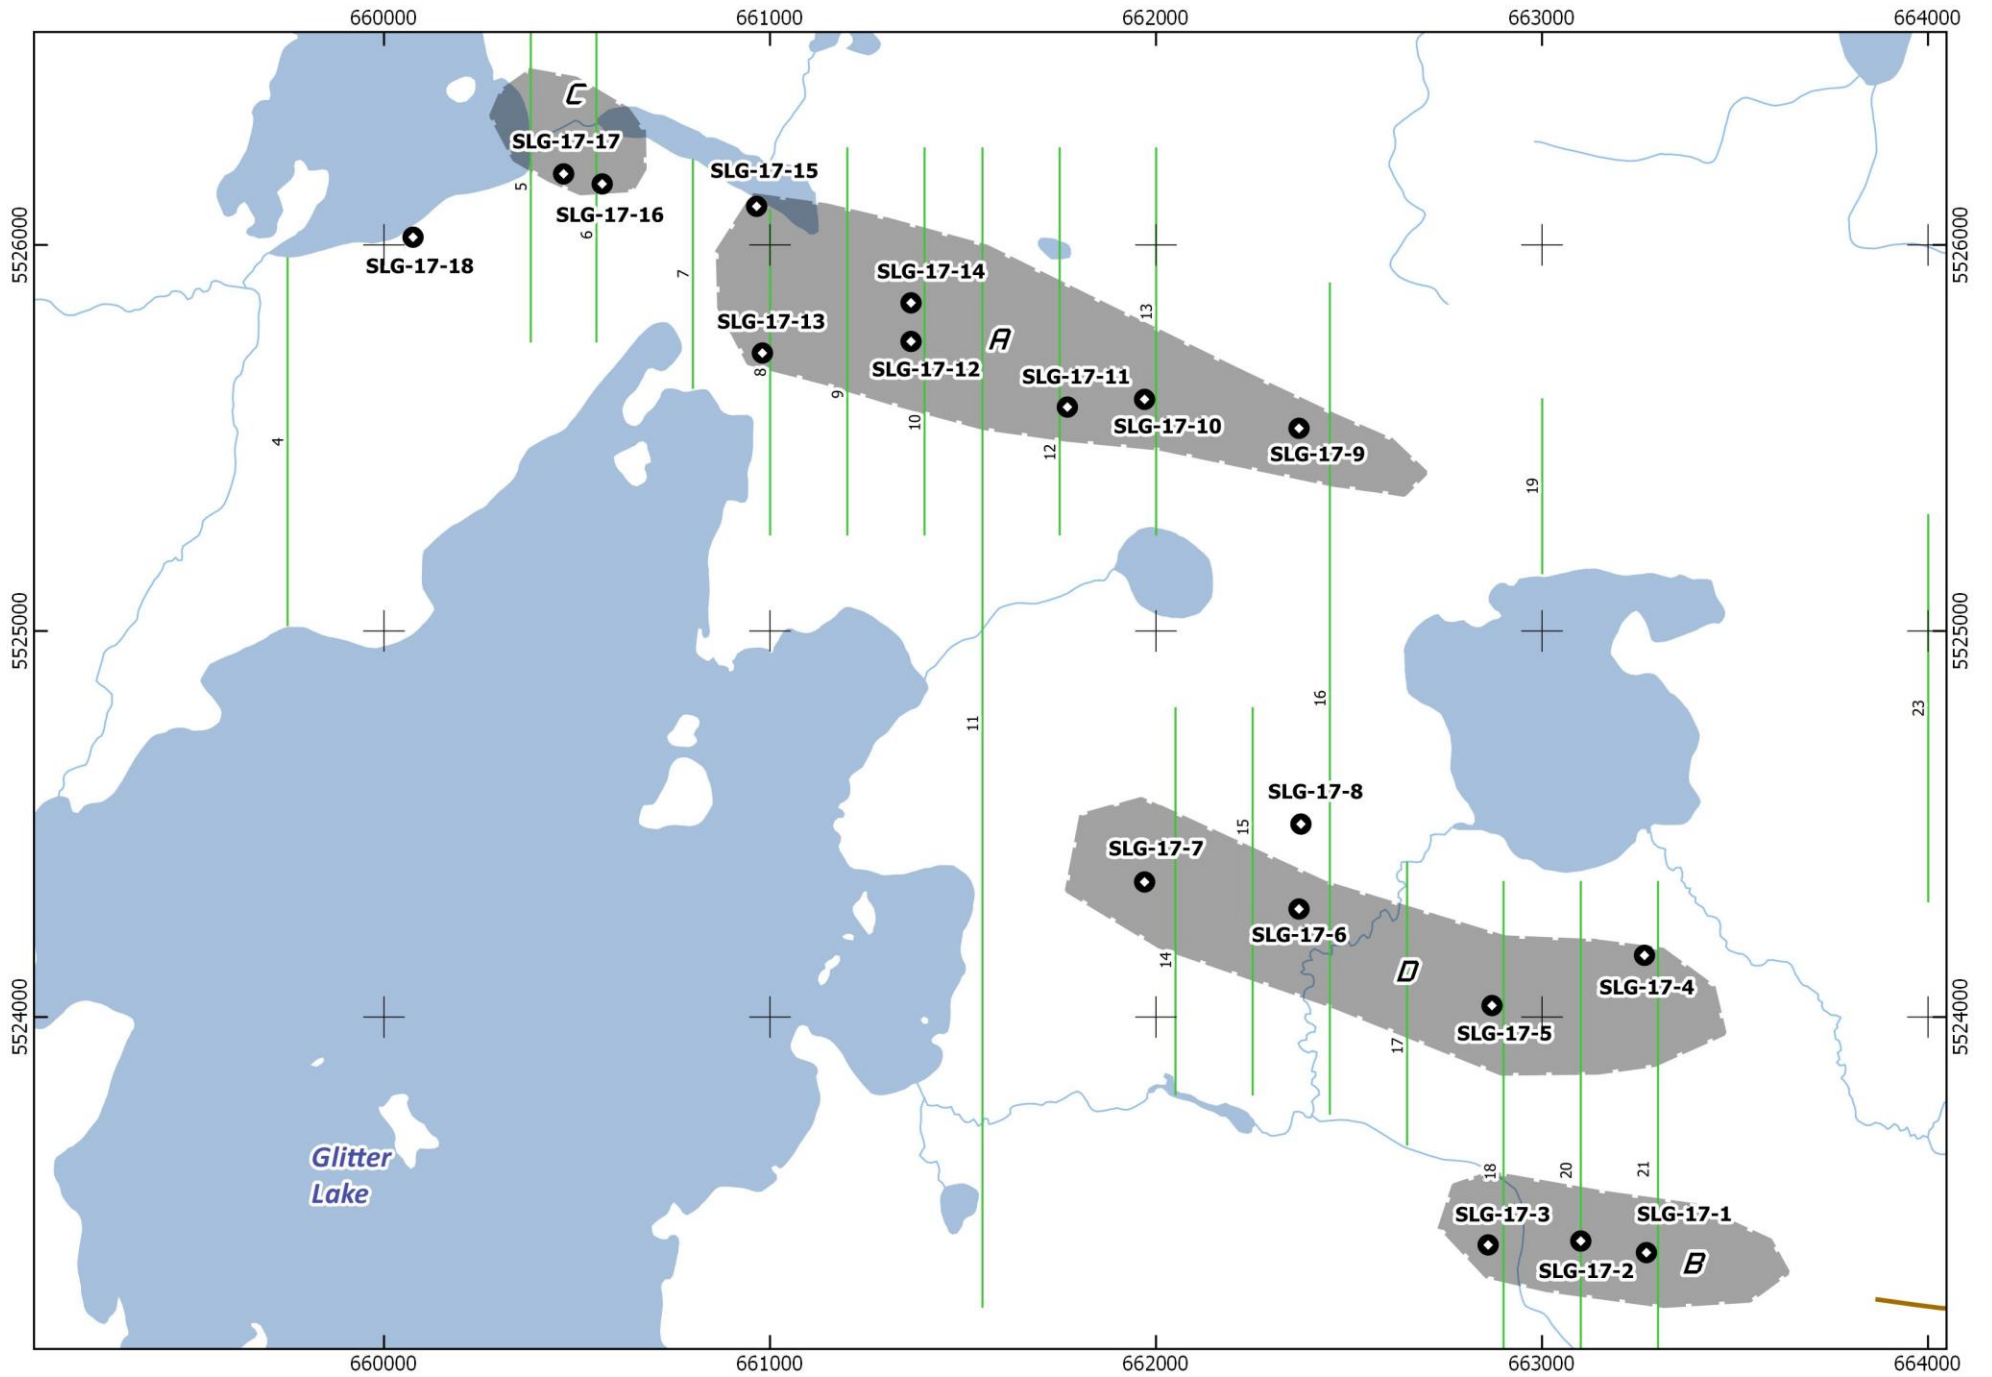 660000 661000 662000 663000 664000
C
SLG-17-17
SLG-17-15
5
SLG-17-16
6
5526000
5526000
SLG-17-18
7
SLG-17-14
13
SLG-17-13
A
8
SLG-17-12
SLG-17-11
9
10
SLG-17-10
4
12
SLG-17-9
19
5525000
5525000
16
23
11
SLG-17-8
15
SLG-17-7
SLG-17-6
14
D
SLG-17-4
5524000
5524000
SLG-17-5
17
Glitter
Lake
18
20
21
SLG-17-3
SLG-17-1
B
SLG-17-2
660000 661000 662000 663000 664000